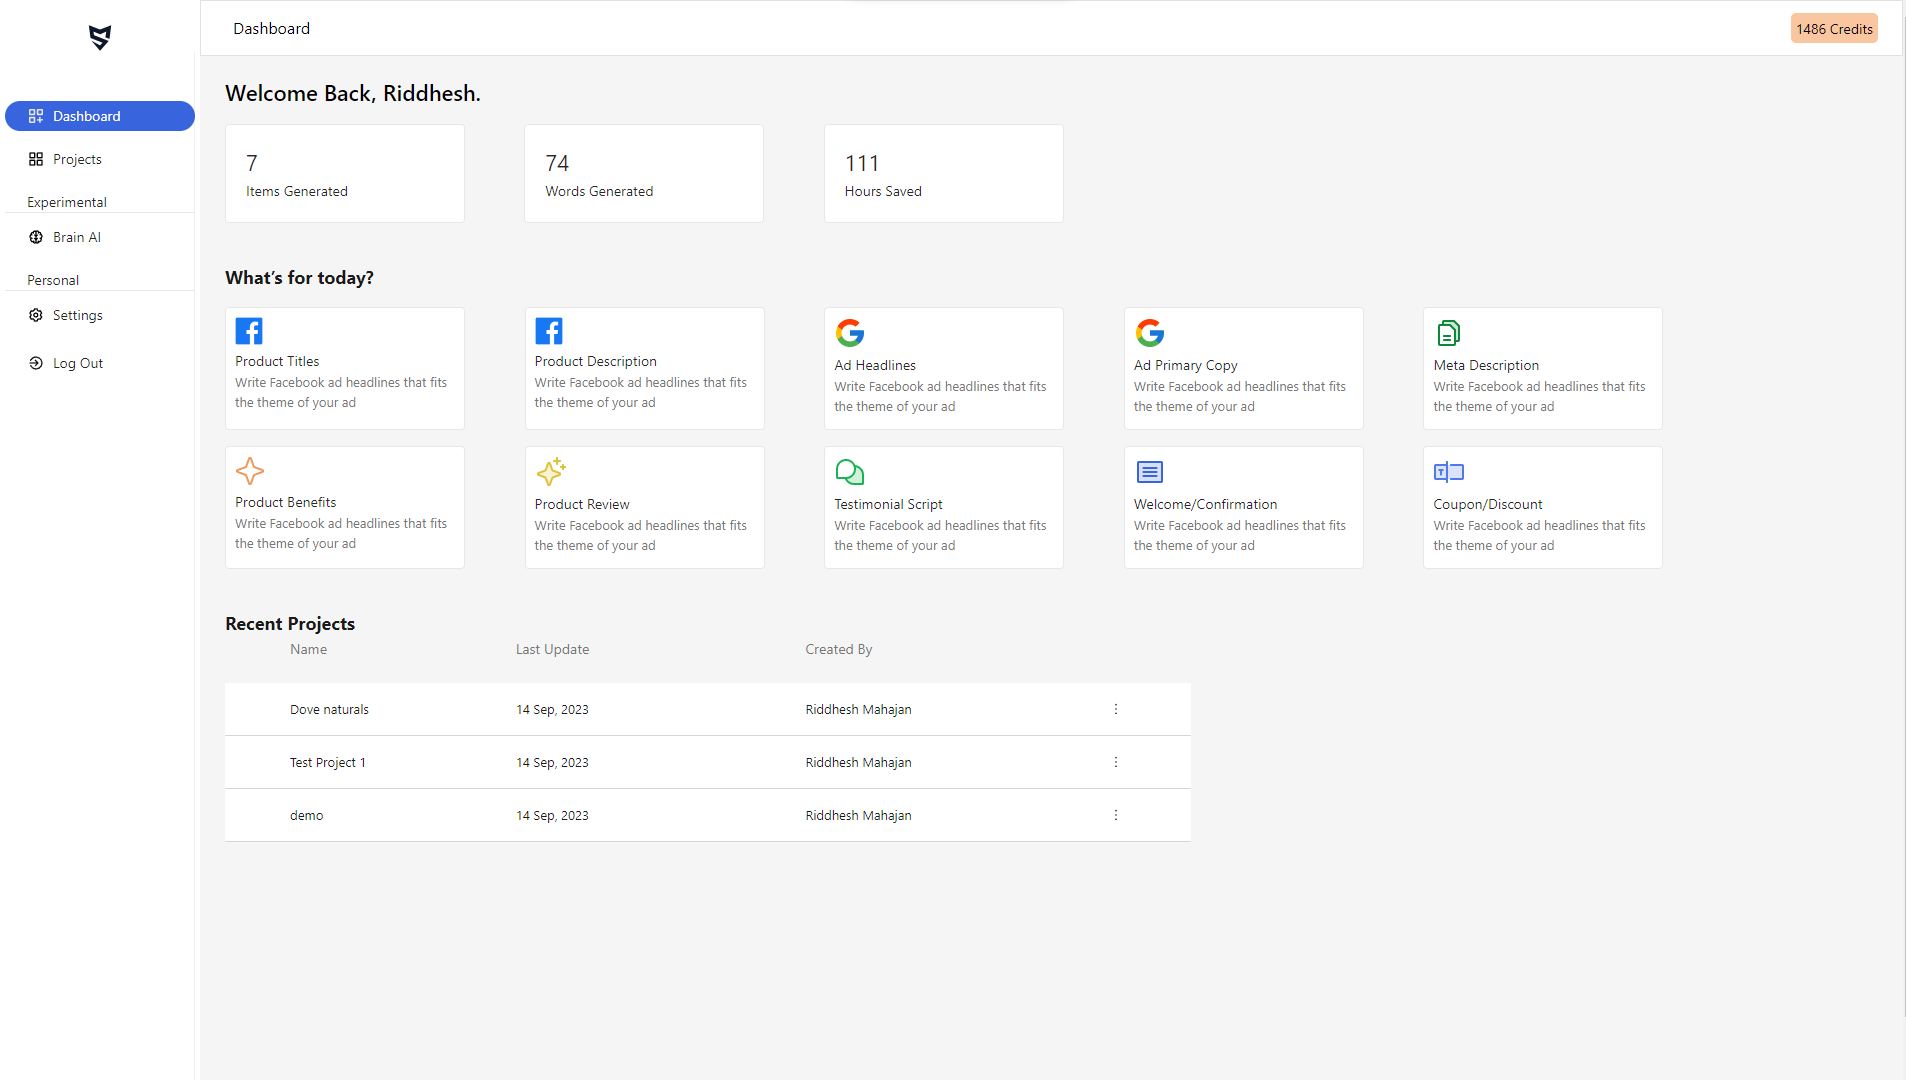 Dashboard
1486 Credits
Dashboard
Projects
Experimental
Brain AI
Personal
Settings
Log Out
Welcome Back, Riddhesh.
7
Items Generated
74
Words Generated
111
Hours Saved
What's for today?
Product Titles
Write Facebook ad headlines that fits
the theme of your ad
Product Description
Write Facebook ad headlines that fits
the theme of your ad
Ad Headlines
Write Facebook ad headlines that fits
the theme of your ad
Ad Primary Copy
Write Facebook ad headlines that fits
the theme of your ad
Meta Description
Write Facebook ad headlines that fits
the theme of your ad
Product Benefits
Write Facebook ad headlines that fits
the theme of your ad
Product Review
Write Facebook ad headlines that fits
the theme of your ad
Testimonial Script
Write Facebook ad headlines that fits
the theme of your ad
Welcome/Confirmation
Write Facebook ad headlines that fits
the theme of your ad
Coupon/Discount
Write Facebook ad headlines that fits
the theme of your ad
Recent Projects
Name Last Update Created By
Dove naturals 14 Sep, 2023 Riddhesh Mahajan
Test Project 1 14 Sep, 2023 Riddhesh Mahajan
demo 14 Sep, 2023 Riddhesh Mahajan